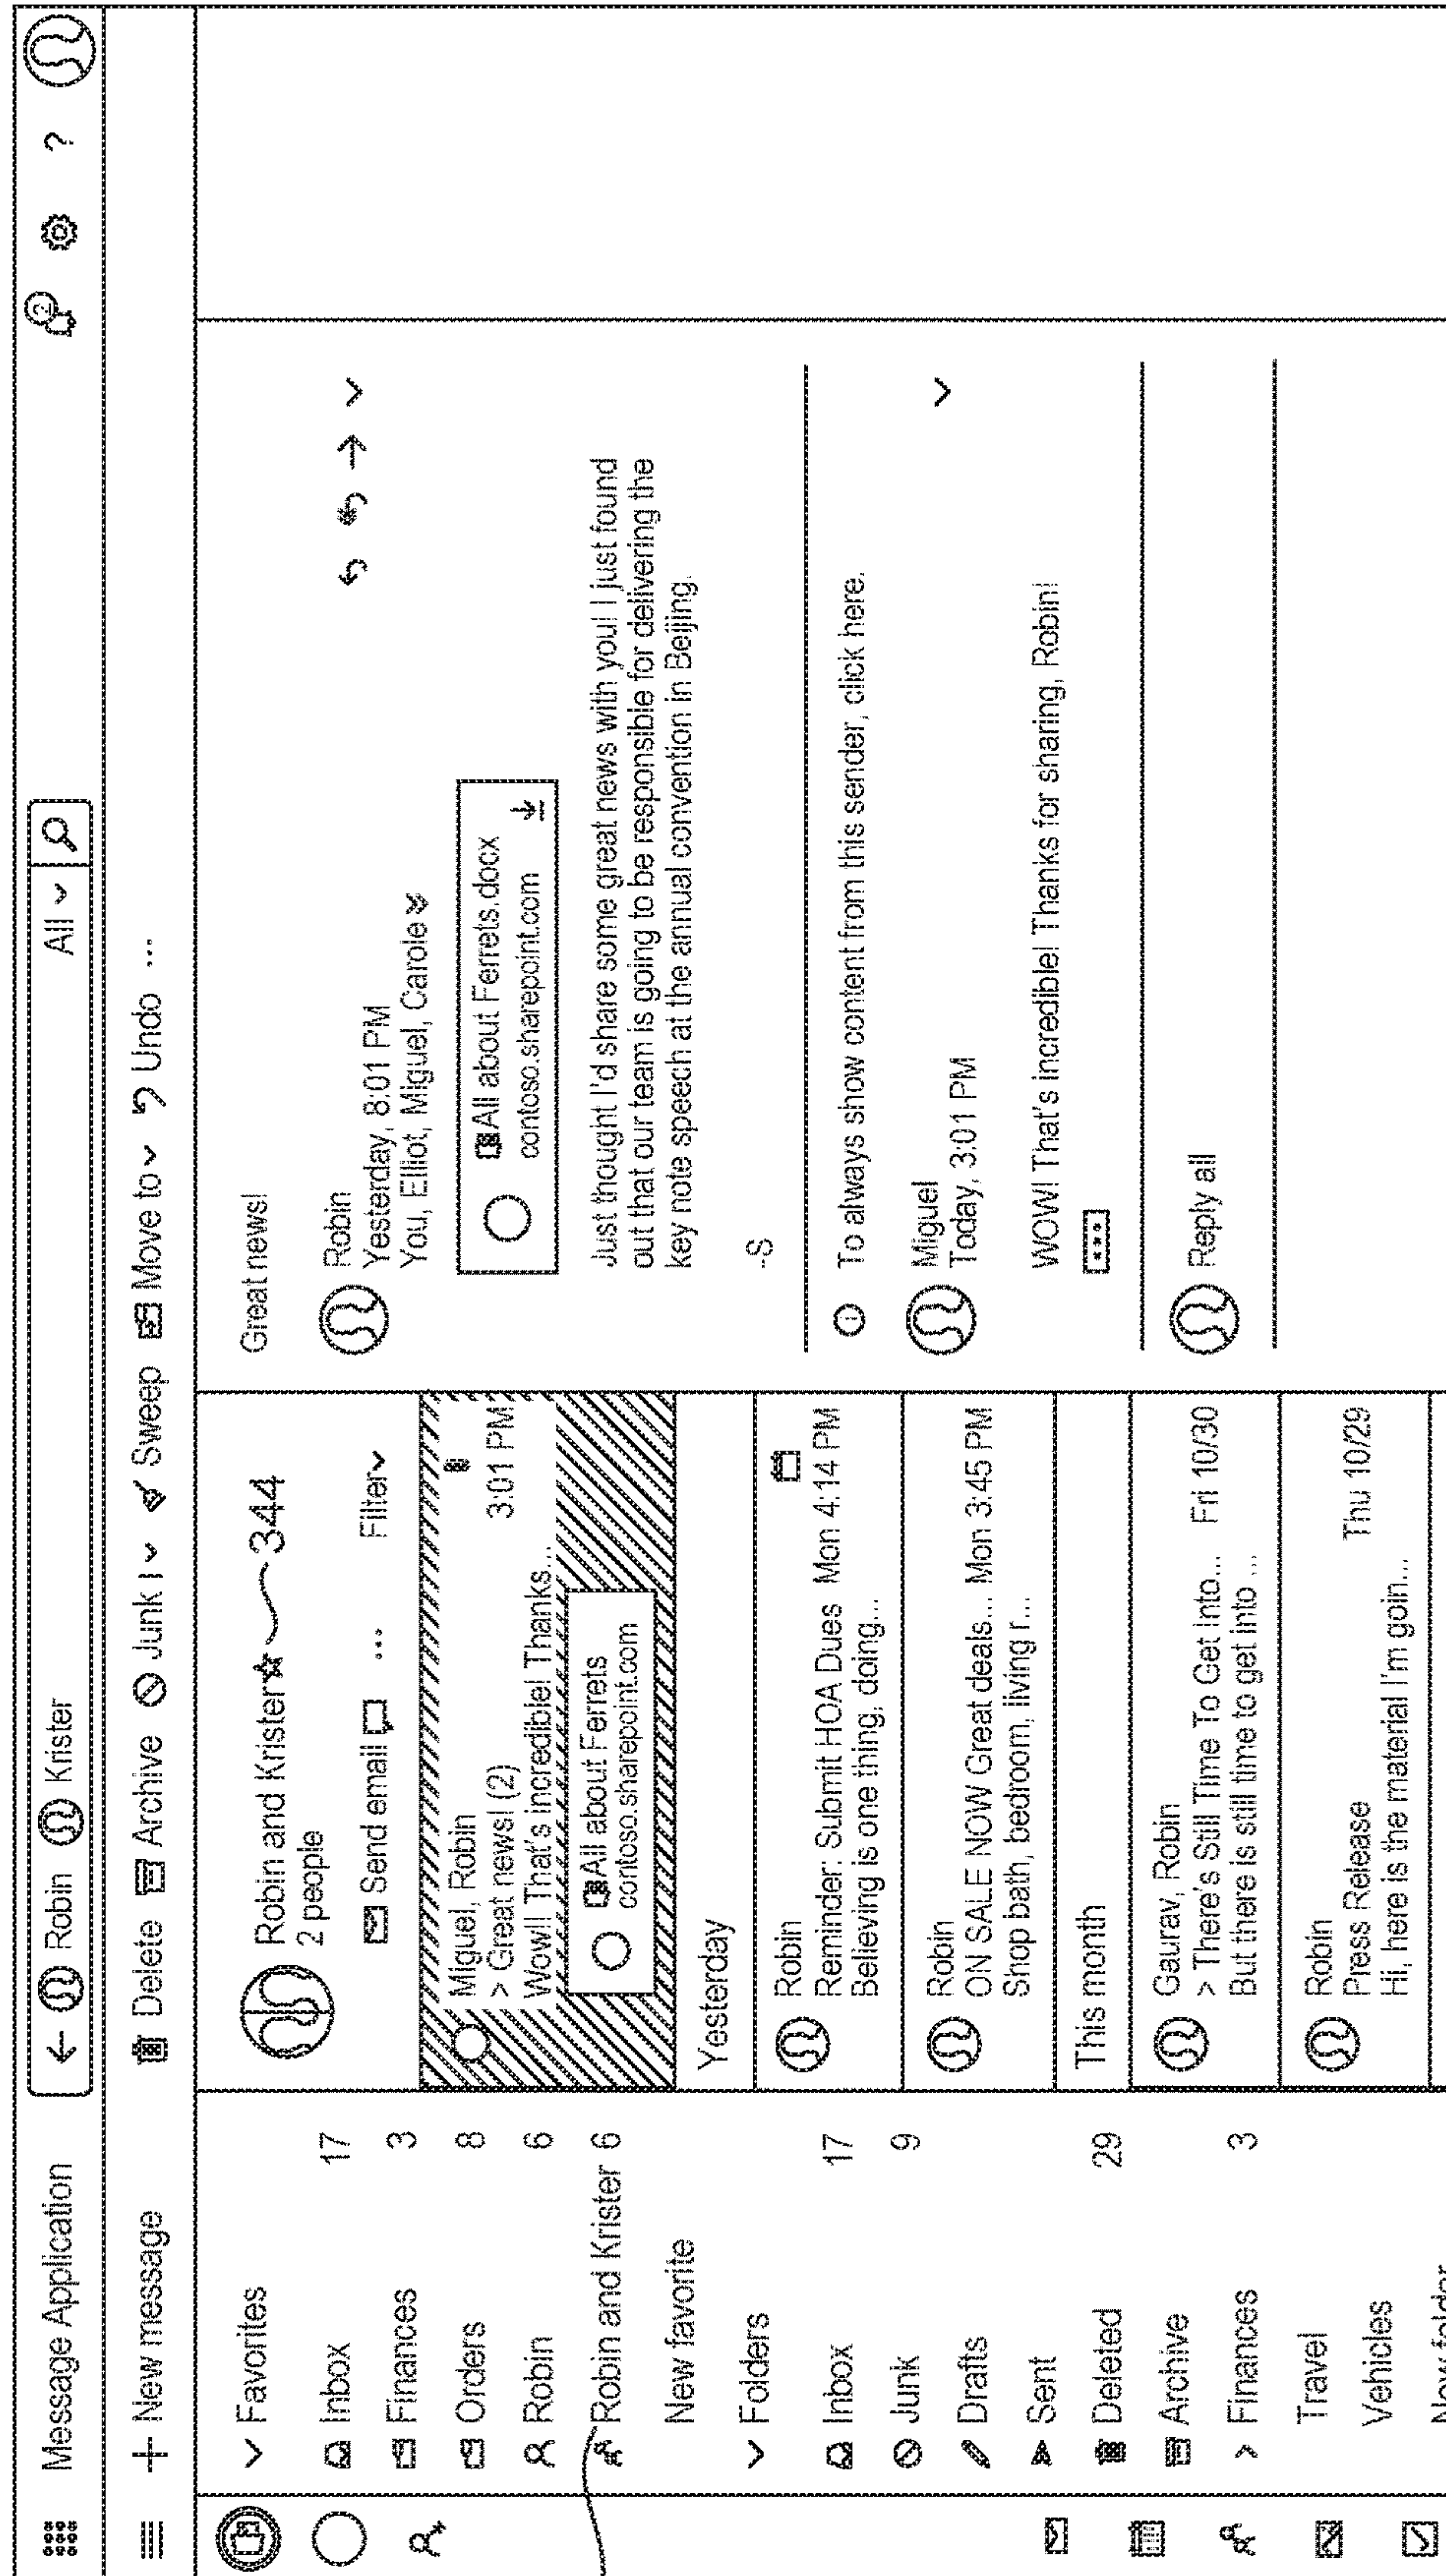 Message Application
← Robin Krister All
2
?
New message
Delete Archive Junk Sweep Move to Undo ...
Favorites
Inbox 17
Finances 3
Orders 8
Robin 6
Robin and Krister 6
New favorite
Folders
Inbox 17
Junk 9
Drafts
Sent
Deleted 29
Archive
Finances 3
Travel
Vehicles
New folder
Robin and Krister 344
2 people
Send email ... Filter
Miguel, Robin
> Great news! (2) 3:01 PM
Wow!! That's incredible! Thanks...
All about Ferrets
contoso.sharepoint.com
Yesterday
Robin
Reminder: Submit HOA Dues Mon 4:14 PM
Believing is one thing, doing...
Robin
ON SALE NOW Great deals... Mon 3:45 PM
Shop bath, bedroom, living r...
This month
Gaurav, Robin
> There's Still Time To Get Into... Fri 10/30
But there is still time to get into ...
Robin
Press Release Thu 10/29
Hi, here is the material I'm goin...
Great news!
Robin
Yesterday, 8:01 PM
You, Elliot, Miguel, Carole
All about Ferrets.docx
contoso.sharepoint.com
Just thought I'd share some great news with you! I just found
out that our team is going to be responsible for delivering the
key note speech at the annual convention in Beijing.
-S
To always show content from this sender, click here.
Miguel
Today, 3:01 PM
WOW! That's incredible! Thanks for sharing, Robin!
...
Reply all